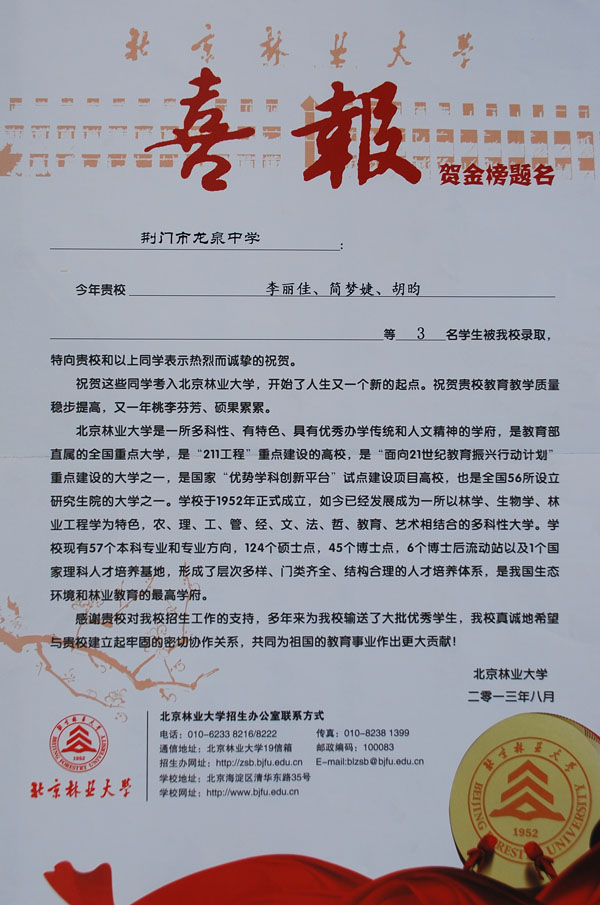 北京林业大学
喜報
贺金榜题名
荆门市龙泉中学：
今年贵校 李丽佳、简梦婕、胡昀
等 3 名学生被我校录取，
特向贵校和以上同学表示热烈而诚挚的祝贺。
祝贺这些同学考入北京林业大学，开始了人生又一个新的起点。祝贺贵校教育教学质量
稳步提高，又一年桃李芬芳、硕果累累。
北京林业大学是一所多科性、有特色、具有优秀办学传统和人文精神的学府，是教育部
直属的全国重点大学，是“211工程”重点建设的高校，是“面向21世纪教育振兴行动计划”
重点建设的大学之一，是国家“优势学科创新平台”试点建设项目高校，也是全国56所设立
研究生院的大学之一。学校于1952年正式成立，如今已经发展成为一所以林学、生物学、林
业工程学为特色，农、理、工、管、经、文、法、哲、教育、艺术相结合的多科性大学。学
校现有57个本科专业和专业方向，124个硕士点，45个博士点，6个博士后流动站以及1个国
家理科人才培养基地，形成了层次多样、门类齐全、结构合理的人才培养体系，是我国生态
环境和林业教育的最高学府。
感谢贵校对我校招生工作的支持，多年来为我校输送了大批优秀学生，我校真诚地希望
与贵校建立起牢固的密切协作关系，共同为祖国的教育事业作出更大贡献！
北京林业大学
二零一三年八月
北京林业大学
1952
BEIJING FORESTRY UNIVERSITY
北京林业大学
北京林业大学招生办公室联系方式
电话：010-6233 8216/8222 传真：010-8238 1399
通信地址：北京林业大学19信箱 邮政编码：100083
招生办网址：http://zsb.bjfu.edu.cn E-mail:blzsb@bjfu.edu.cn
学校地址：北京海淀区清华东路35号
学校网址：http://www.bjfu.edu.cn
北京林业大学
1952
BEIJING FORESTRY UNIVERSITY